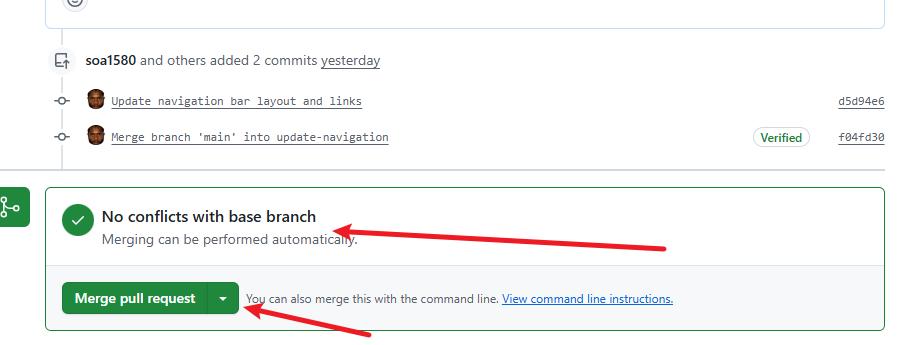 soa1580 and others added 2 commits yesterday
Update navigation bar layout and links d5d94e6
Merge branch 'main' into update-navigation Verified f04fd30
No conflicts with base branch
Merging can be performed automatically.
Merge pull request You can also merge this with the command line. View command line instructions.